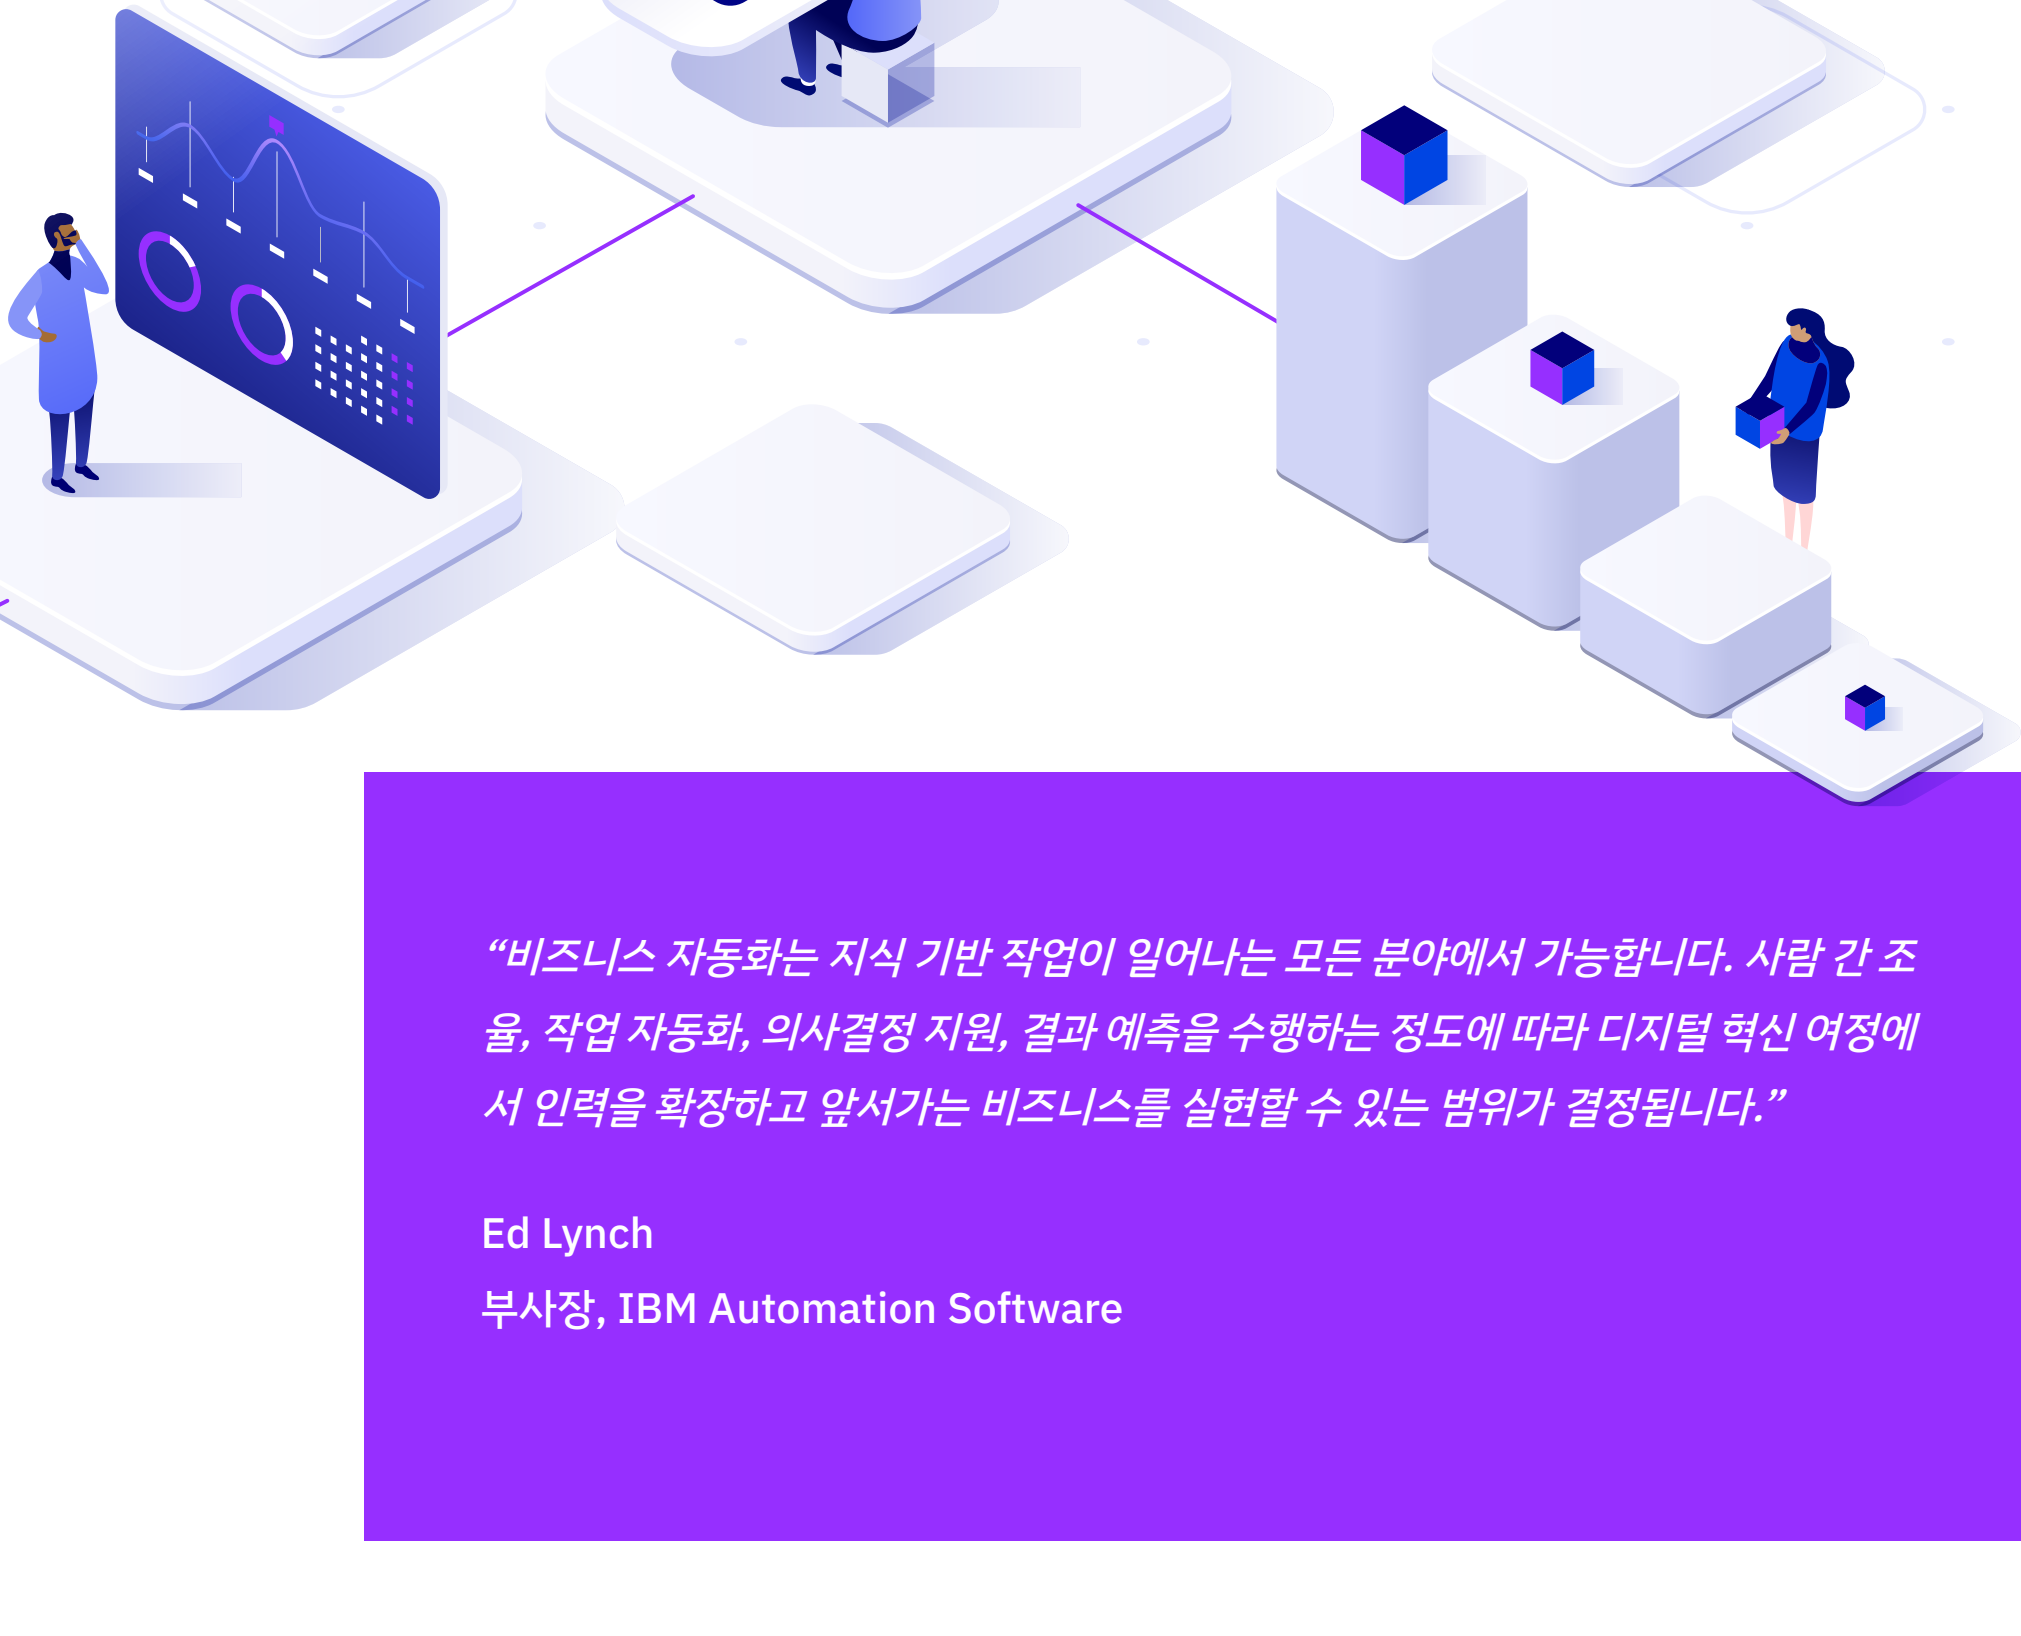 “비즈니스 자동화는 지식 기반 작업이 일어나는 모든 분야에서 가능합니다. 사람 간 조
율, 작업 자동화, 의사결정 지원, 결과 예측을 수행하는 정도에 따라 디지털 혁신 여정에
서 인력을 확장하고 앞서가는 비즈니스를 실현할 수 있는 범위가 결정됩니다.”
Ed Lynch
부사장, IBM Automation Software